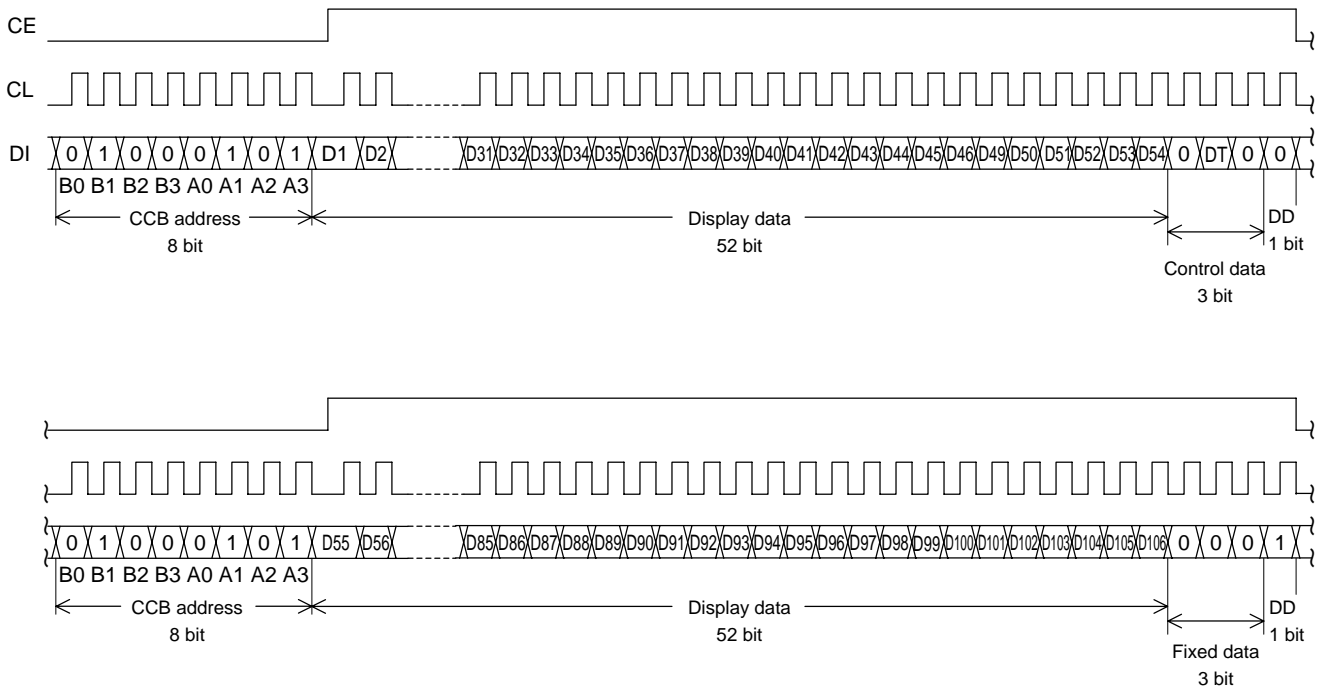 CE
CL
DI 0 1 0 0 0 1 0 1 D1 D2 D31 D32 D33 D34 D35 D36 D37 D38 D39 D40 D41 D42 D43 D44 D45 D46 D49 D50 D51 D52 D53 D54 0 DT 0 0
B0 B1 B2 B3 A0 A1 A2 A3
CCB address
8 bit
Display data
52 bit
DD
1 bit
Control data
3 bit
0 1 0 0 0 1 0 1 D55 D56 D85 D86 D87 D88 D89 D90 D91 D92 D93 D94 D95 D96 D97 D98 D99 D100 D101 D102 D103 D104 D105 D106 0 0 0 1
B0 B1 B2 B3 A0 A1 A2 A3
CCB address
8 bit
Display data
52 bit
DD
1 bit
Fixed data
3 bit